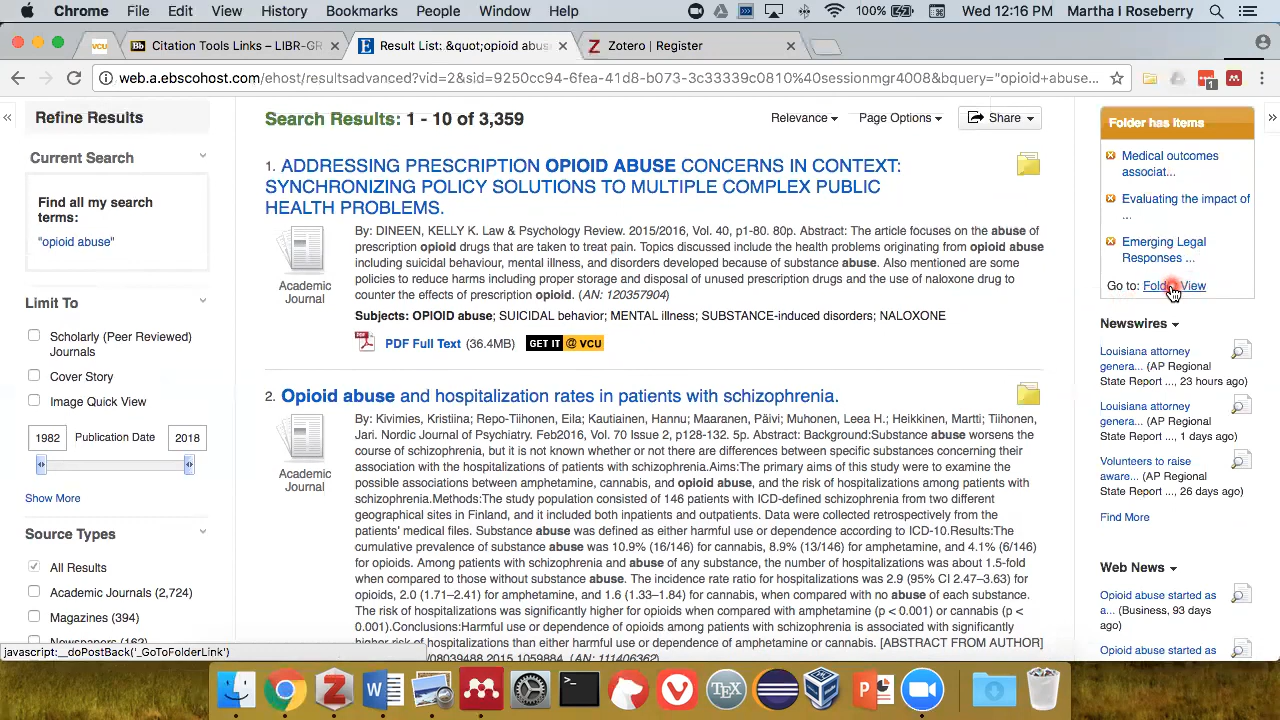 Chrome File Edit View History Bookmarks People Window Help 100% Wed 12:16 PM Martha I Roseberry
VCU Bb Citation Tools Links – LIBR-GR × Result List: &quot;opioid abus × Z Zotero | Register ×
web.a.ebscohost.com/ehost/resultsadvanced?vid=2&sid=9250cc94-6fea-41d8-b073-3c33339c0810%40sessionmgr4008&bquery="opioid+abuse... 1
Refine Results
Current Search
Find all my search
terms:
"opioid abuse"
Limit To
Scholarly (Peer Reviewed)
Journals
Cover Story
Image Quick View
1982 Publication Date 2018
Show More
Source Types
All Results
Academic Journals (2,724)
Magazines (394)
Newspapers (162)
javascript:__doPostBack('_GoToFolderLink')
Search Results: 1 - 10 of 3,359
Relevance Page Options Share
1. ADDRESSING PRESCRIPTION OPIOID ABUSE CONCERNS IN CONTEXT:
SYNCHRONIZING POLICY SOLUTIONS TO MULTIPLE COMPLEX PUBLIC
HEALTH PROBLEMS.
Academic
Journal
By: DINEEN, KELLY K. Law & Psychology Review. 2015/2016, Vol. 40, p1-80. 80p. Abstract: The article focuses on the abuse of
prescription opioid drugs that are taken to treat pain. Topics discussed include the health problems originating from opioid abuse
including suicidal behaviour, mental illness, and disorders developed because of substance abuse. Also mentioned are some
policies to reduce harms including proper storage and disposal of unused prescription drugs and the use of naloxone drug to
counter the effects of prescription opioid. (AN: 120357904)
Subjects: OPIOID abuse; SUICIDAL behavior; MENTAL illness; SUBSTANCE-induced disorders; NALOXONE
PDF PDF Full Text (36.4MB) GET IT @ VCU
2. Opioid abuse and hospitalization rates in patients with schizophrenia.
Academic
Journal
By: Kivimies, Kristiina; Repo-Tiihonen, Eila; Kautiainen, Hannu; Maaranen, Päivi; Muhonen, Leea H.; Heikkinen, Martti; Tiihonen,
Jari. Nordic Journal of Psychiatry. Feb2016, Vol. 70 Issue 2, p128-132. 5p. Abstract: Background:Substance abuse worsens the
course of schizophrenia, but it is not known whether or not there are differences between specific substances concerning their
association with the hospitalizations of patients with schizophrenia.Aims:The primary aims of this study were to examine the
possible associations between amphetamine, cannabis, and opioid abuse, and the risk of hospitalizations among patients with
schizophrenia.Methods:The study population consisted of 146 patients with ICD-defined schizophrenia from two different
geographical sites in Finland, and it included both inpatients and outpatients. Data were collected retrospectively from the
patients' medical files. Substance abuse was defined as either harmful use or dependence according to ICD-10.Results:The
cumulative prevalence of substance abuse was 10.9% (16/146) for cannabis, 8.9% (13/146) for amphetamine, and 4.1% (6/146)
for opioids. Among patients with schizophrenia and abuse of any substance, the number of hospitalizations was about 1.5-fold
when compared to those without substance abuse. The incidence rate ratio for hospitalizations was 2.9 (95% CI 2.47–3.63) for
opioids, 2.0 (1.71–2.41) for amphetamine, and 1.6 (1.33–1.84) for cannabis, when compared with no abuse of each substance.
The risk of hospitalizations was significantly higher for opioids when compared with amphetamine (p < 0.001) or cannabis (p <
0.001).Conclusions:Harmful use or dependence of opioids among patients with schizophrenia is associated with significantly
higher risk of hospitalizations than either harmful use or dependence of amphetamine or cannabis. [ABSTRACT FROM AUTHOR]
/08039488.2015.1059884. (AN: 111406362)
Folder has items
Medical outcomes
associat...
Evaluating the impact of
...
Emerging Legal
Responses ...
Go to: Folder View
Newswires
Louisiana attorney
genera... (AP Regional
State Report ..., 23 hours ago)
Louisiana attorney
genera... (AP Regional
State Report ..., 1 days ago)
Volunteers to raise
aware... (AP Regional
State Report ..., 26 days ago)
Find More
Web News
Opioid abuse started as
a... (Business, 93 days
ago)
Opioid abuse started as